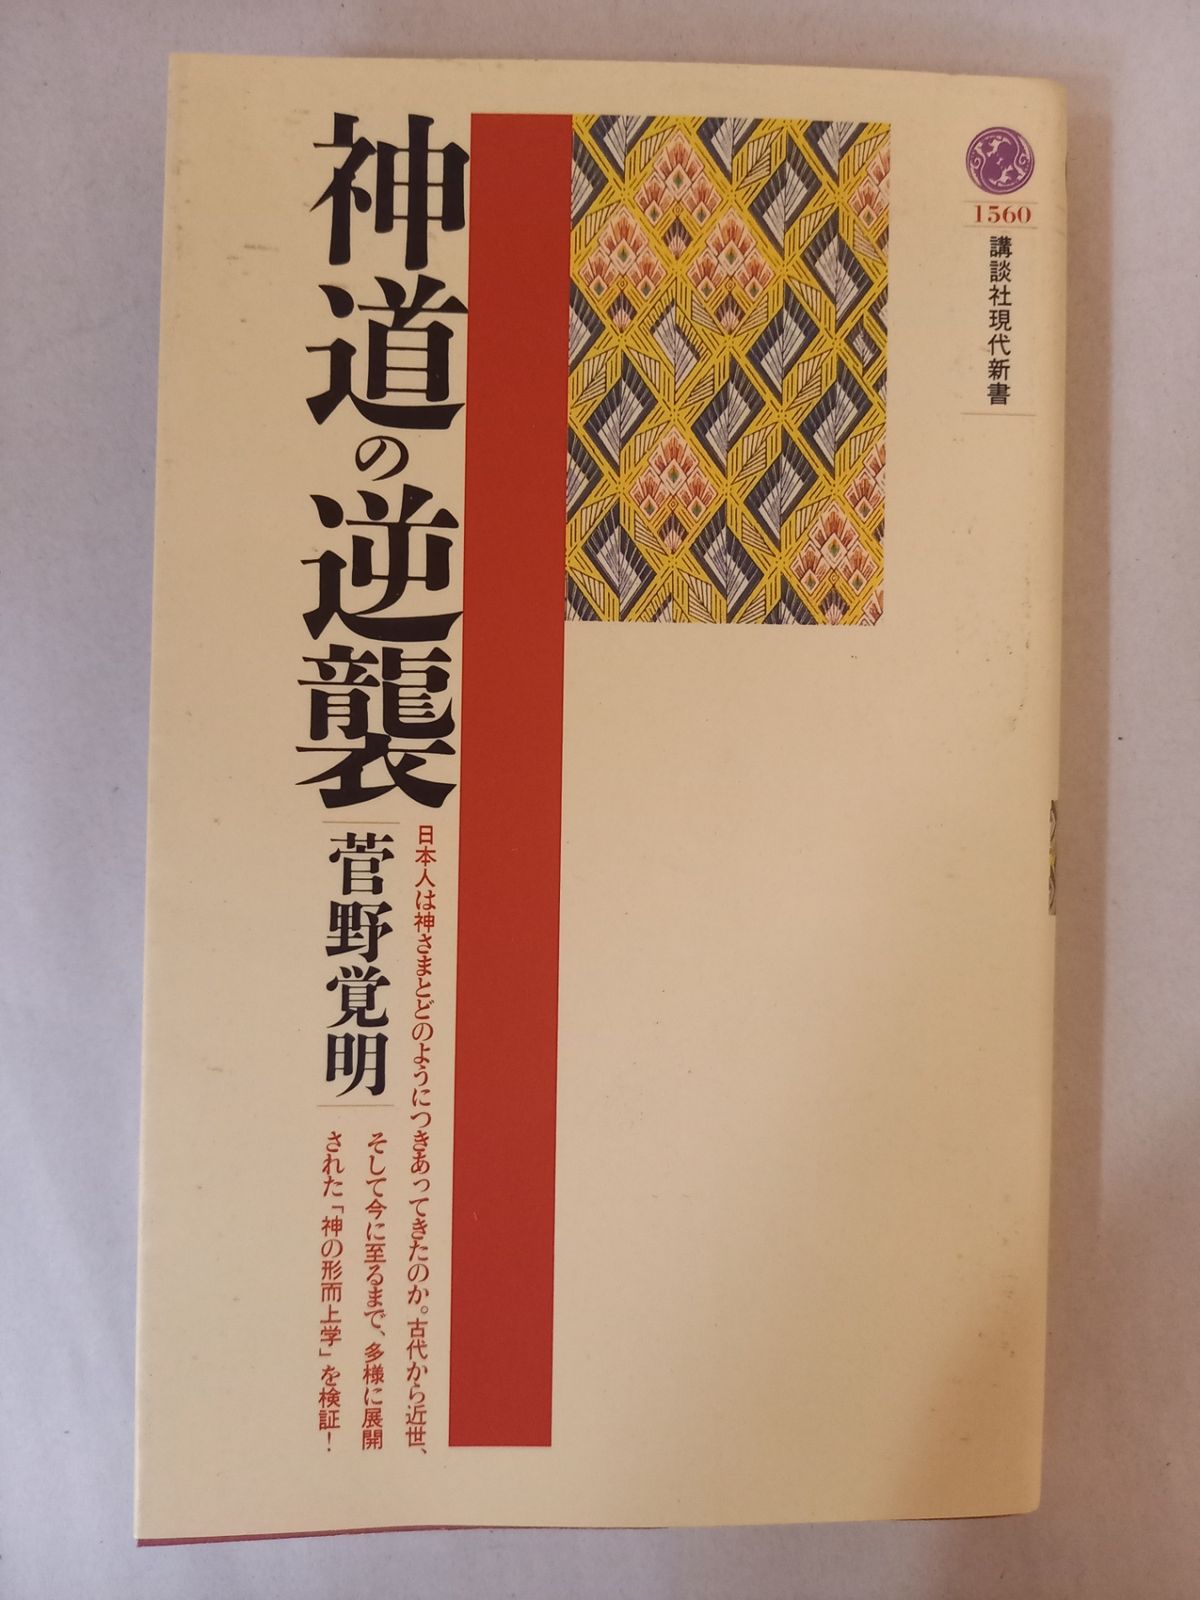 1560
講談社現代新書
神道の逆襲
菅野覚明
日本人は神さまとどのようにつきあってきたのか。古代から近世、
そして今に至るまで、多様に展開
された「神の形而上学」を検証！